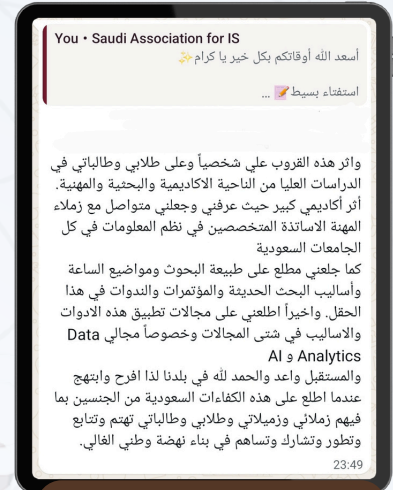 You • Saudi Association for IS
أسعد الله أوقاتكم بكل خير يا كرام✨
استفتاء بسيط📝 ...
واثر هذه القروب علي شخصياً وعلى طلابي وطالباتي في
الدراسات العليا من الناحية الاكاديمية والبحثية والمهنية.
أثر أكاديمي كبير حيث عرفني وجعلني متواصل مع زملاء
المهنة الاساتذة المتخصصين في نظم المعلومات في كل
الجامعات السعودية
كما جلعني مطلع على طبيعة البحوث ومواضيع الساعة
وأساليب البحث الحديثة والمؤتمرات والندوات في هذا
الحقل. واخيراً اطلعني على مجالات تطبيق هذه الادوات
والاساليب في شتى المجالات وخصوصاً مجالي Data
Analytics و AI
والمستقبل واعد والحمد لله في بلدنا لذا افرح وابتهج
عندما اطلع على هذه الكفاءات السعودية من الجنسين بما
فيهم زملائي وزميلاتي وطلابي وطالباتي تهتم وتتابع
وتطور وتشارك وتساهم في بناء نهضة وطني الغالي.
23:49